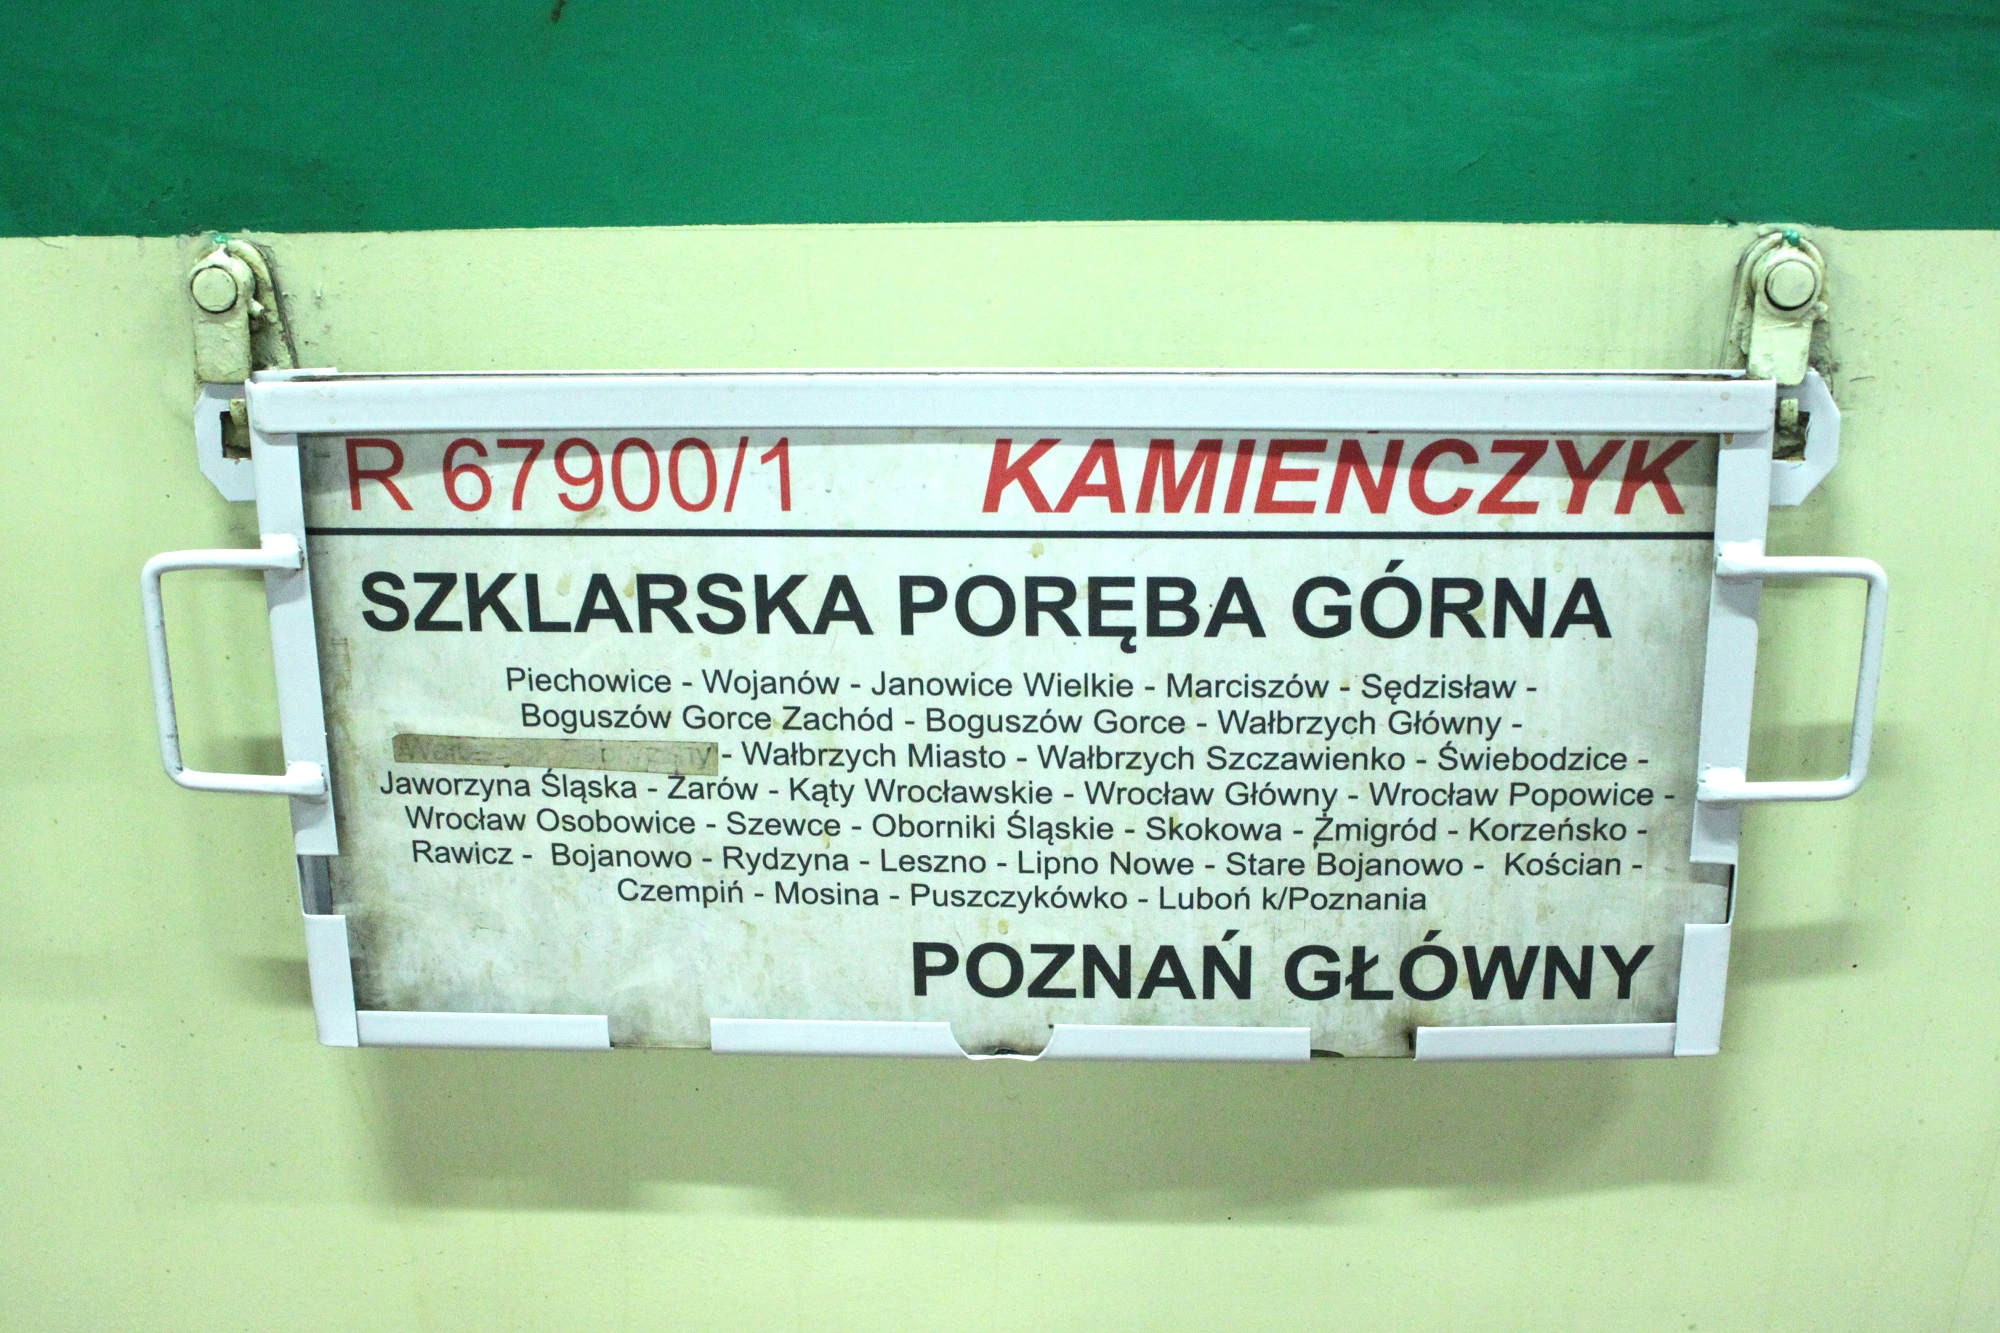 R 67900/1 KAMIEŃCZYK
SZKLARSKA PORĘBA GÓRNA
Piechowice - Wojanów - Janowice Wielkie - Marciszów - Sędzisław -
Boguszów Gorce Zachód - Boguszów Gorce - Wałbrzych Główny -
- Wałbrzych Miasto - Wałbrzych Szczawienko - Świebodzice -
Jaworzyna Śląska - Żarów - Kąty Wrocławskie - Wrocław Główny - Wrocław Popowice -
Wrocław Osobowice - Szewce - Oborniki Śląskie - Skokowa - Żmigród - Korzeńsko -
Rawicz - Bojanowo - Rydzyna - Leszno - Lipno Nowe - Stare Bojanowo - Kościan -
Czempiń - Mosina - Puszczykówko - Luboń k/Poznania
POZNAŃ GŁÓWNY